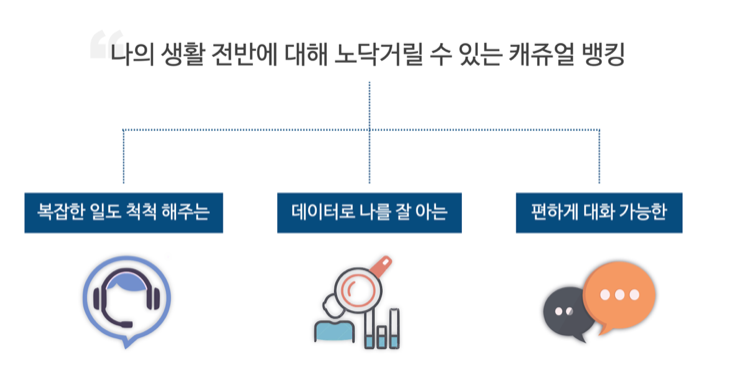 “나의 생활 전반에 대해 노닥거릴 수 있는 캐쥬얼 뱅킹
복잡한 일도 척척 해주는
데이터로 나를 잘 아는
편하게 대화 가능한